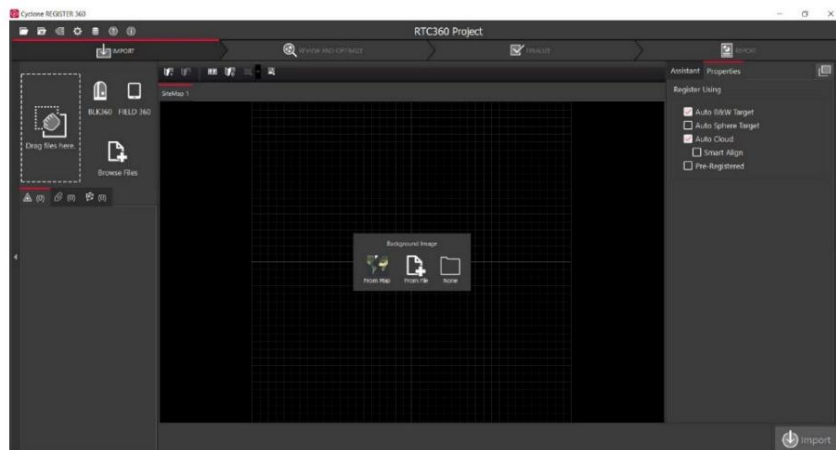 Cyclone REGISTER 360
RTC360 Project
IMPORT
REVIEW AND OPTIMIZE
FINALIZE
REPORT
BLK360 FIELD 360
Drag files here.
Browse Files
(0) (0) (0)
SiteMap 1
Background Image
From Map From File None
Assistant Properties
Register Using
Auto B&W Target
Auto Sphere Target
Auto Cloud
Smart Align
Pre-Registered
Import